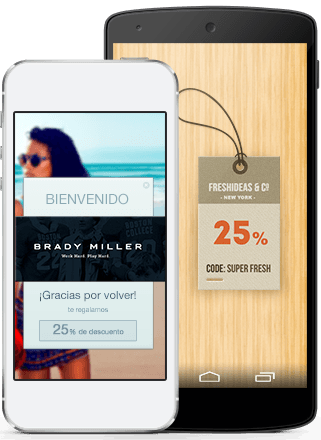 BIENVENIDO
BRADY MILLER
Work Hard. Play Hard.
¡Gracias por volver!
te regalamos
25% de descuento
FRESHIDEAS & Cº
- NEW YORK -
25%
CODE: SUPER FRESH